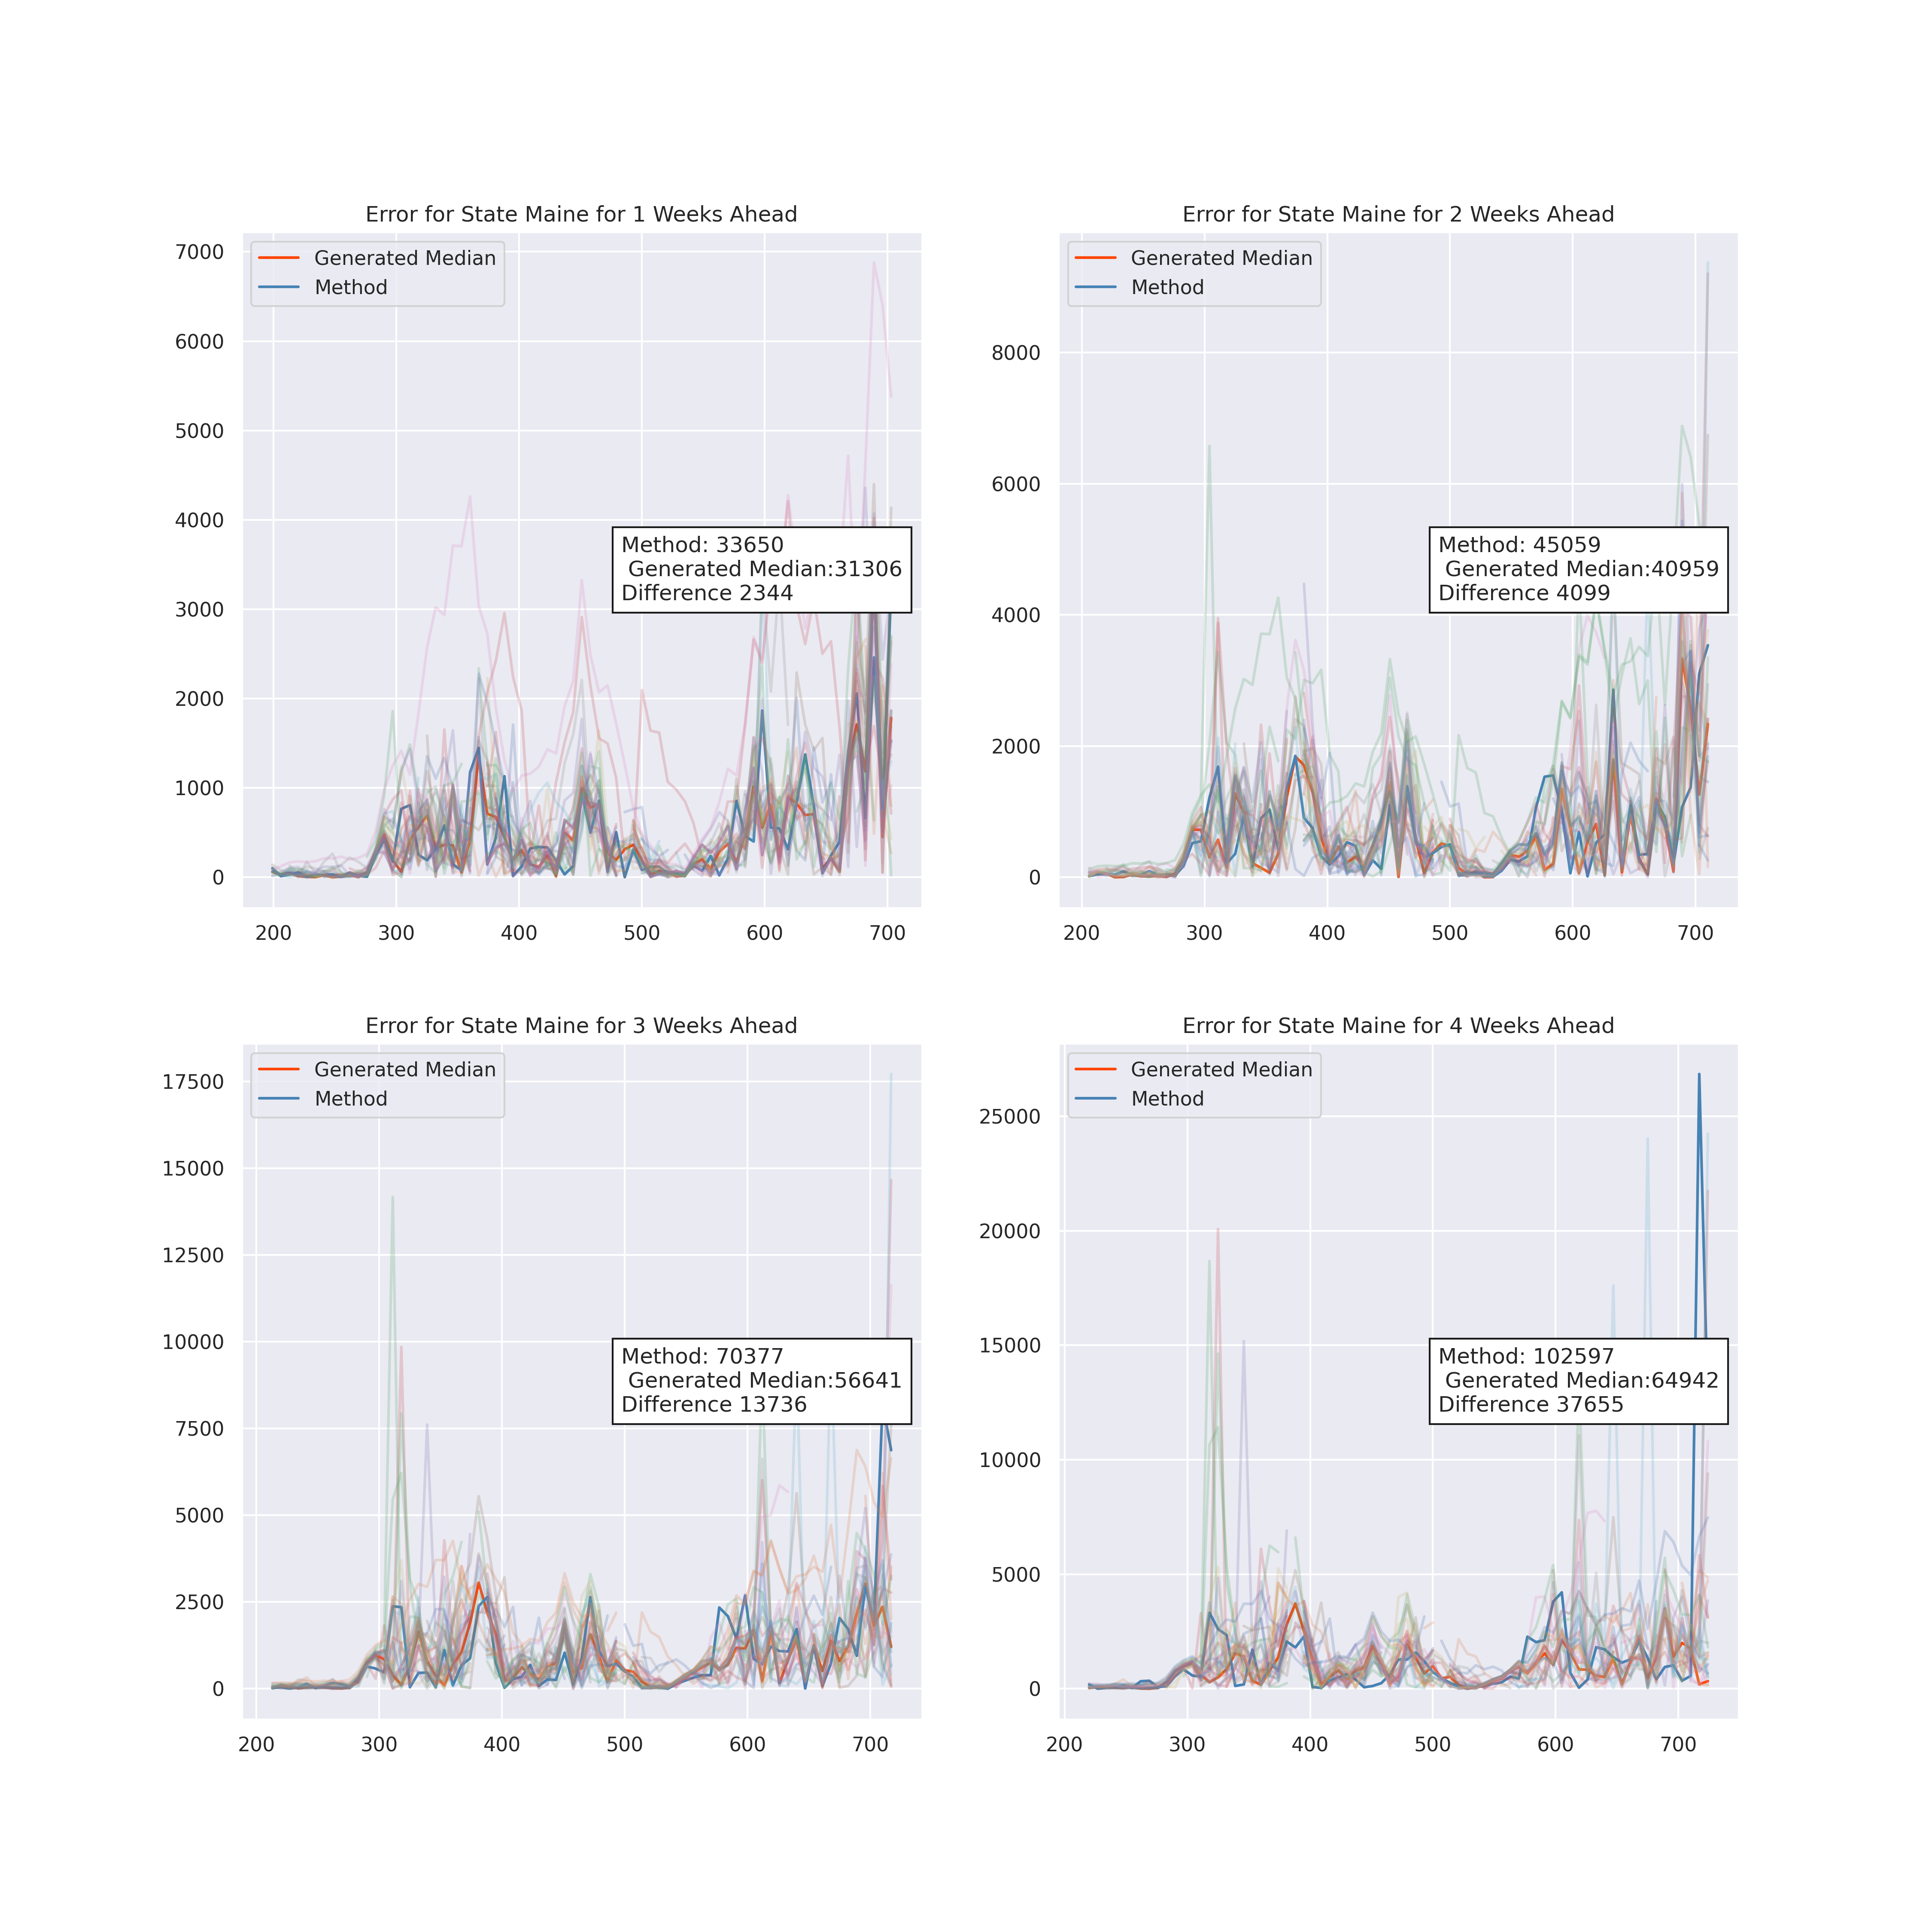 Error for State Maine for 1 Weeks Ahead
7000
6000
5000
4000
3000
2000
1000
0
200 300 400 500 600 700
Generated Median
Method
Method: 33650
Generated Median:31306
Difference 2344
Error for State Maine for 2 Weeks Ahead
8000
6000
4000
2000
0
200 300 400 500 600 700
Generated Median
Method
Method: 45059
Generated Median:40959
Difference 4099
Error for State Maine for 3 Weeks Ahead
17500
15000
12500
10000
7500
5000
2500
0
200 300 400 500 600 700
Generated Median
Method
Method: 70377
Generated Median:56641
Difference 13736
Error for State Maine for 4 Weeks Ahead
25000
20000
15000
10000
5000
0
200 300 400 500 600 700
Generated Median
Method
Method: 102597
Generated Median:64942
Difference 37655